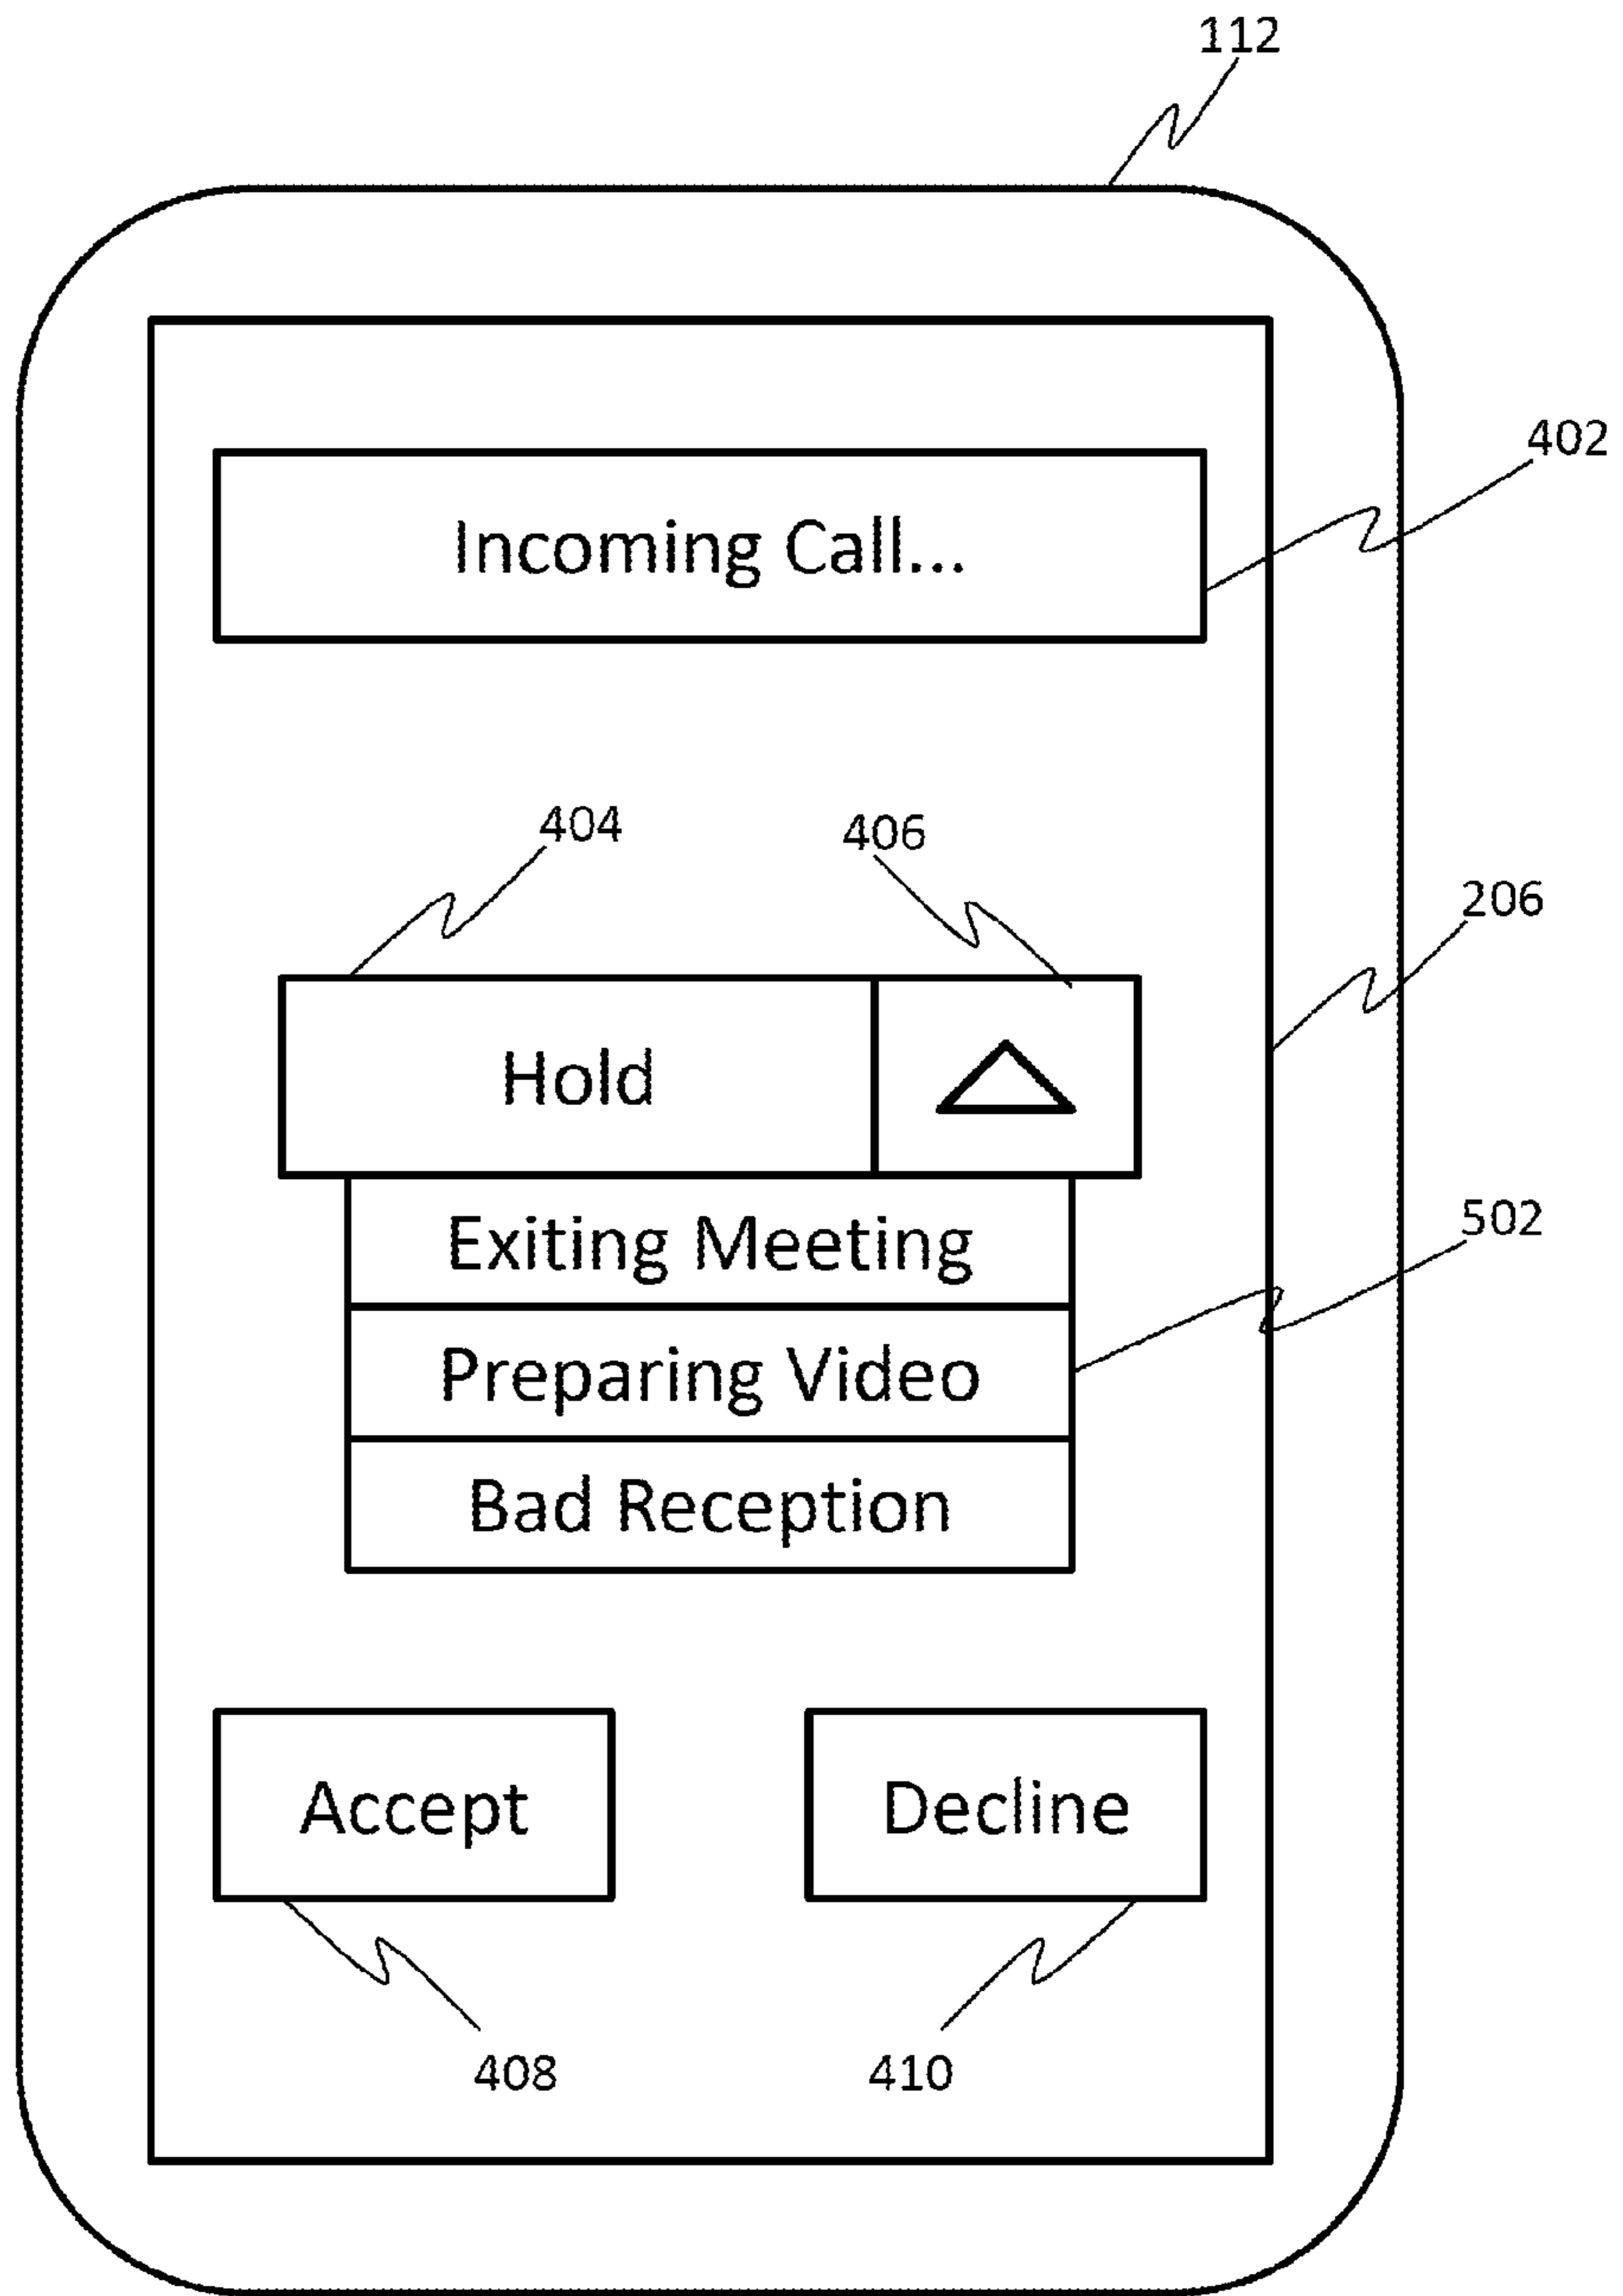 112
402
Incoming Call...
404
406
206
Hold
502
Exiting Meeting
Preparing Video
Bad Reception
Accept
Decline
408
410